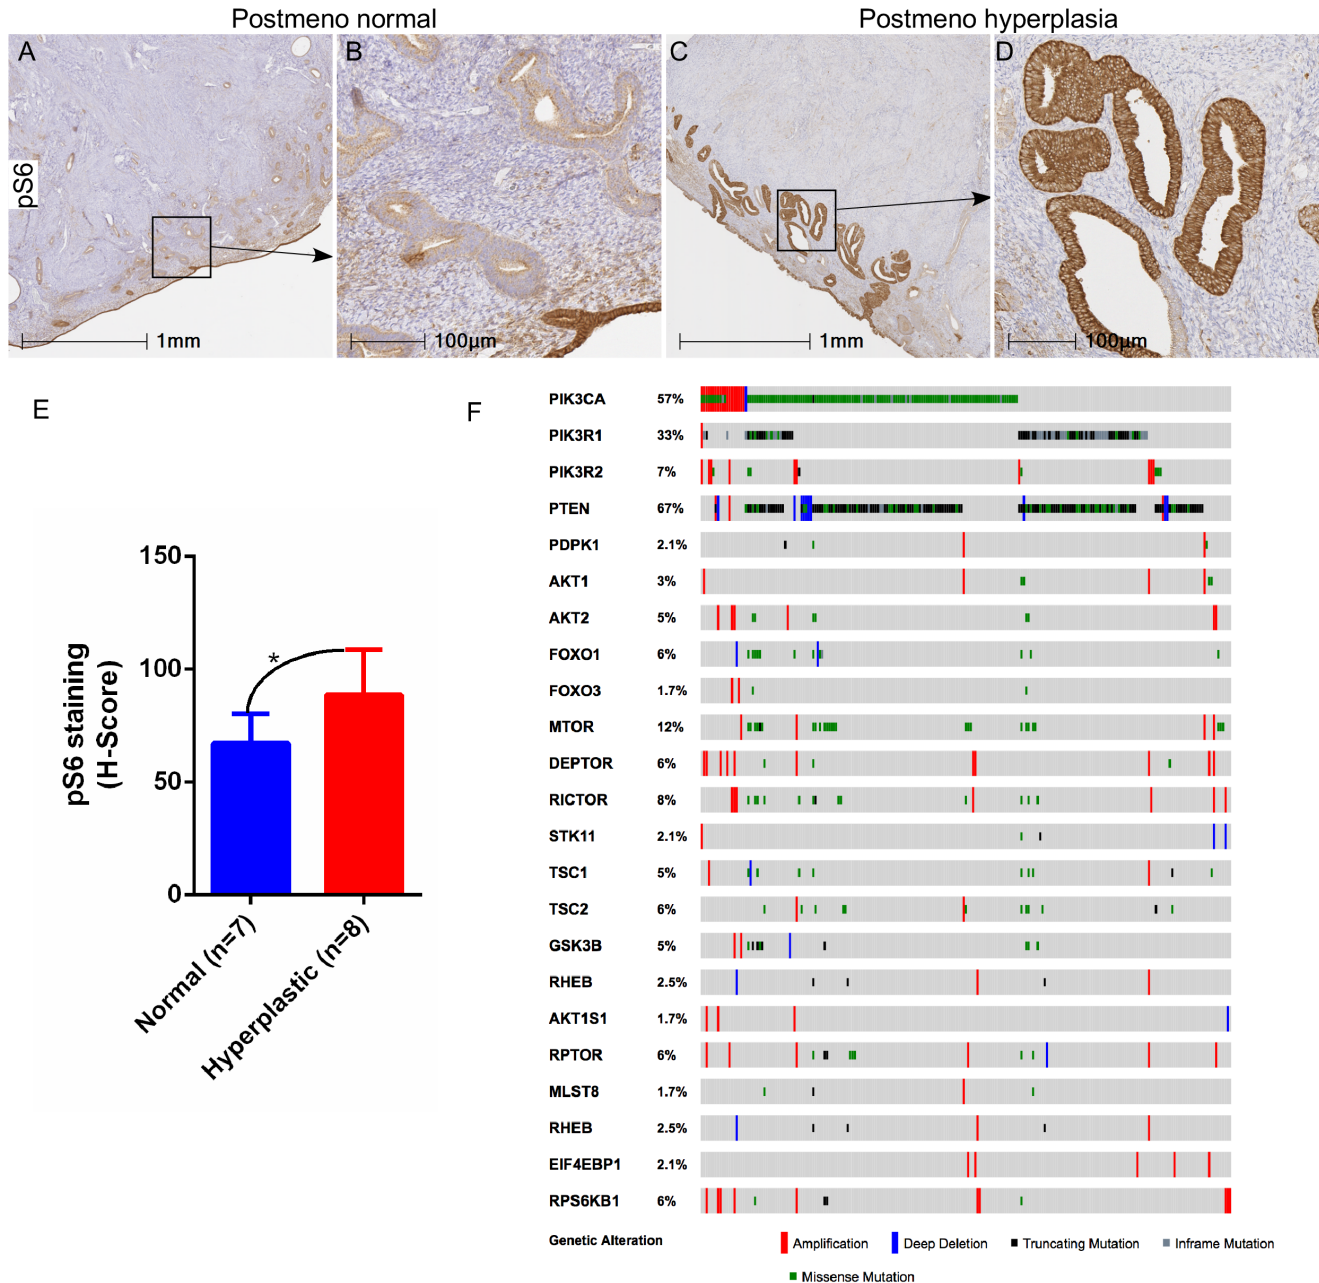 Postmeno normal
Postmeno hyperplasia
A
B
C
D
pS6
1mm
100µm
1mm
100µm
E
F
150
100
50
0
pS6 staining
(H-Score)
*
Normal (n=7)
Hyperplastic (n=8)
PIK3CA 57%
PIK3R1 33%
PIK3R2 7%
PTEN 67%
PDPK1 2.1%
AKT1 3%
AKT2 5%
FOXO1 6%
FOXO3 1.7%
MTOR 12%
DEPTOR 6%
RICTOR 8%
STK11 2.1%
TSC1 5%
TSC2 6%
GSK3B 5%
RHEB 2.5%
AKT1S1 1.7%
RPTOR 6%
MLST8 1.7%
RHEB 2.5%
EIF4EBP1 2.1%
RPS6KB1 6%
Genetic Alteration
Amplification
Deep Deletion
Truncating Mutation
Inframe Mutation
Missense Mutation